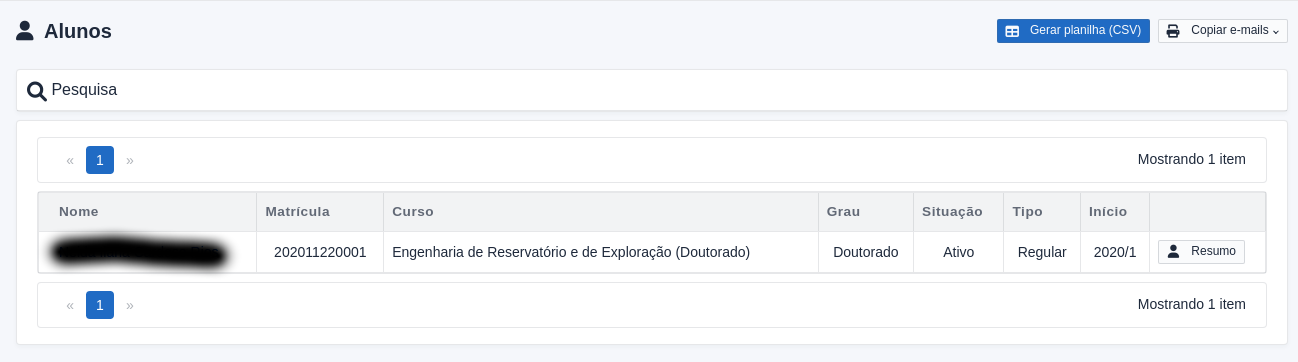 Alunos
Gerar planilha (CSV)
Copiar e-mails
Pesquisa
« 1 » Mostrando 1 item
Nome Matrícula Curso Grau Situação Tipo Início
202011220001 Engenharia de Reservatório e de Exploração (Doutorado) Doutorado Ativo Regular 2020/1 Resumo
« 1 » Mostrando 1 item